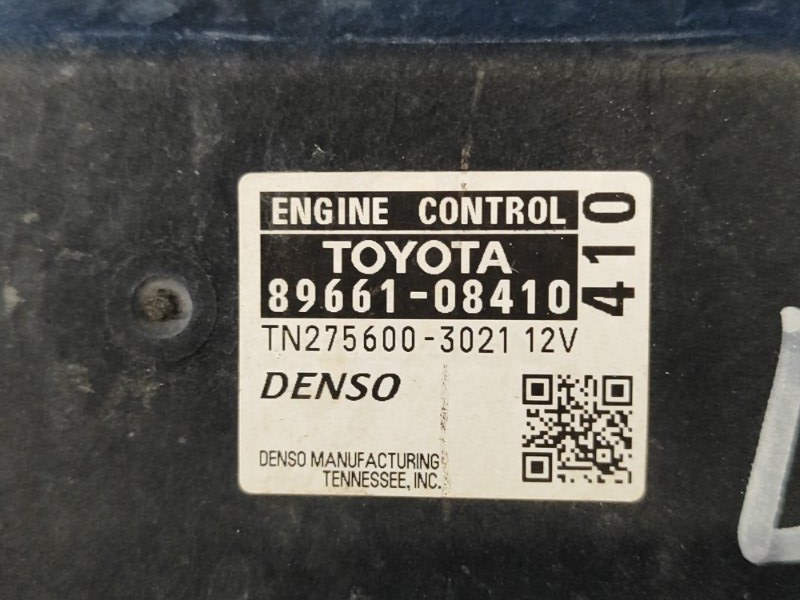 ENGINE CONTROL
TOYOTA
89661-08410
410
TN275600-3021 12V
DENSO
DENSO MANUFACTURING
TENNESSEE, INC.